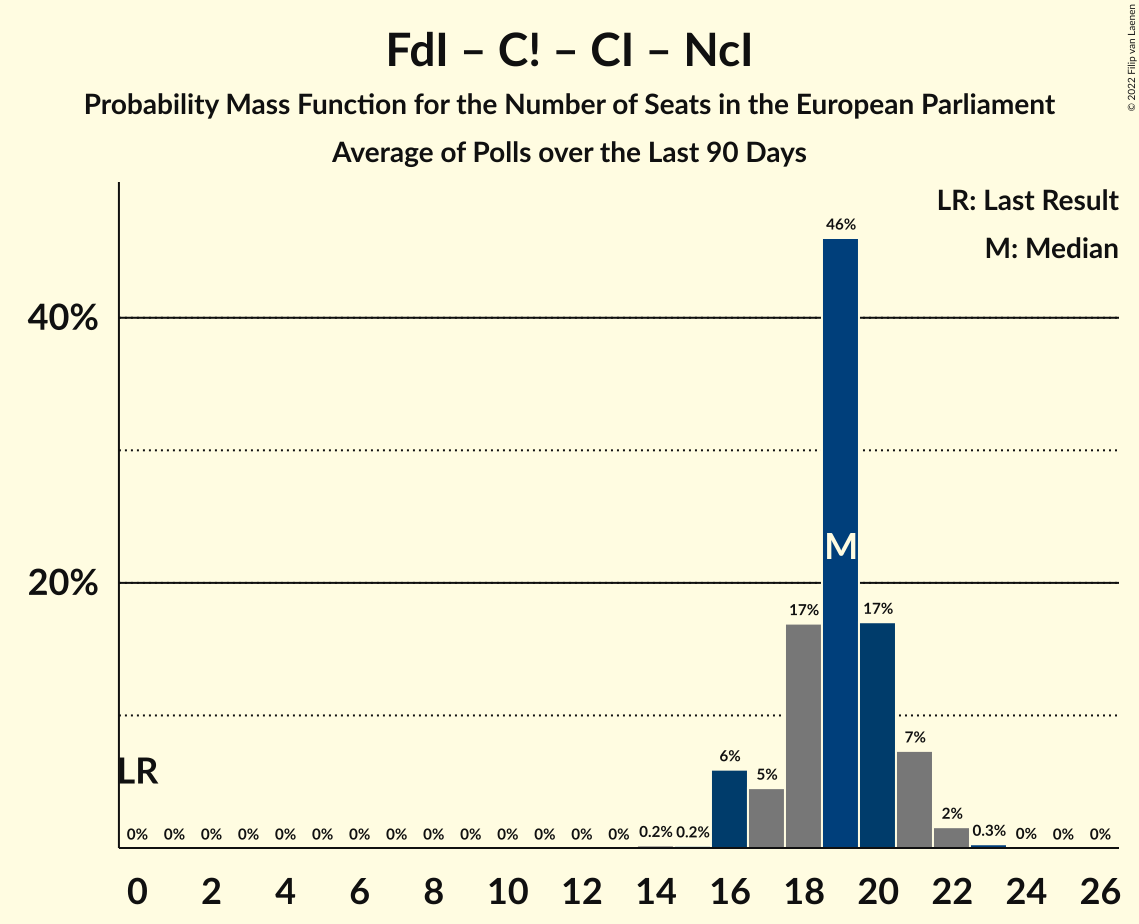 FdI – C! – CI – NcI
Probability Mass Function for the Number of Seats in the European Parliament
Average of Polls over the Last 90 Days
© 2022 Filip van Laenen
LR: Last Result
M: Median
46%
40%
M
20%
17%
17%
7%
6%
5%
2%
LR
0% 0% 0% 0% 0% 0% 0% 0% 0% 0% 0% 0% 0% 0% 0.2% 0.2% 0.3% 0% 0% 0%
0 2 4 6 8 10 12 14 16 18 20 22 24 26